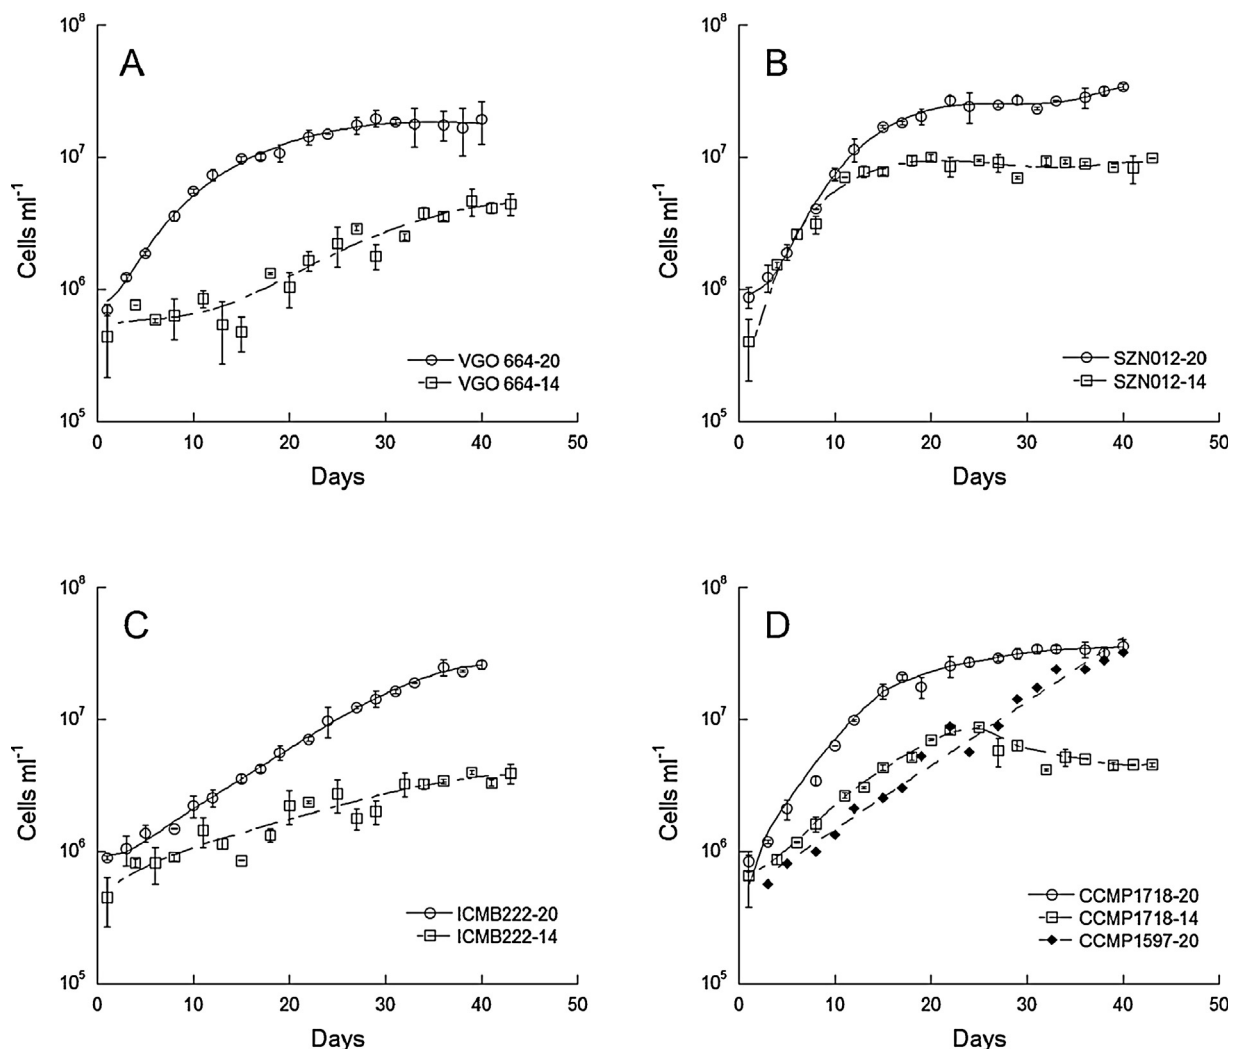 A
Cells ml-1
10^8
10^7
10^6
10^5
0 10 20 30 40 50
Days
VGO 664-20
VGO 664-14
B
Cells ml-1
10^8
10^7
10^6
10^5
0 10 20 30 40 50
Days
SZN012-20
SZN012-14
C
Cells ml-1
10^8
10^7
10^6
10^5
0 10 20 30 40 50
Days
ICMB222-20
ICMB222-14
D
Cells ml-1
10^8
10^7
10^6
10^5
0 10 20 30 40 50
Days
CCMP1718-20
CCMP1718-14
CCMP1597-20